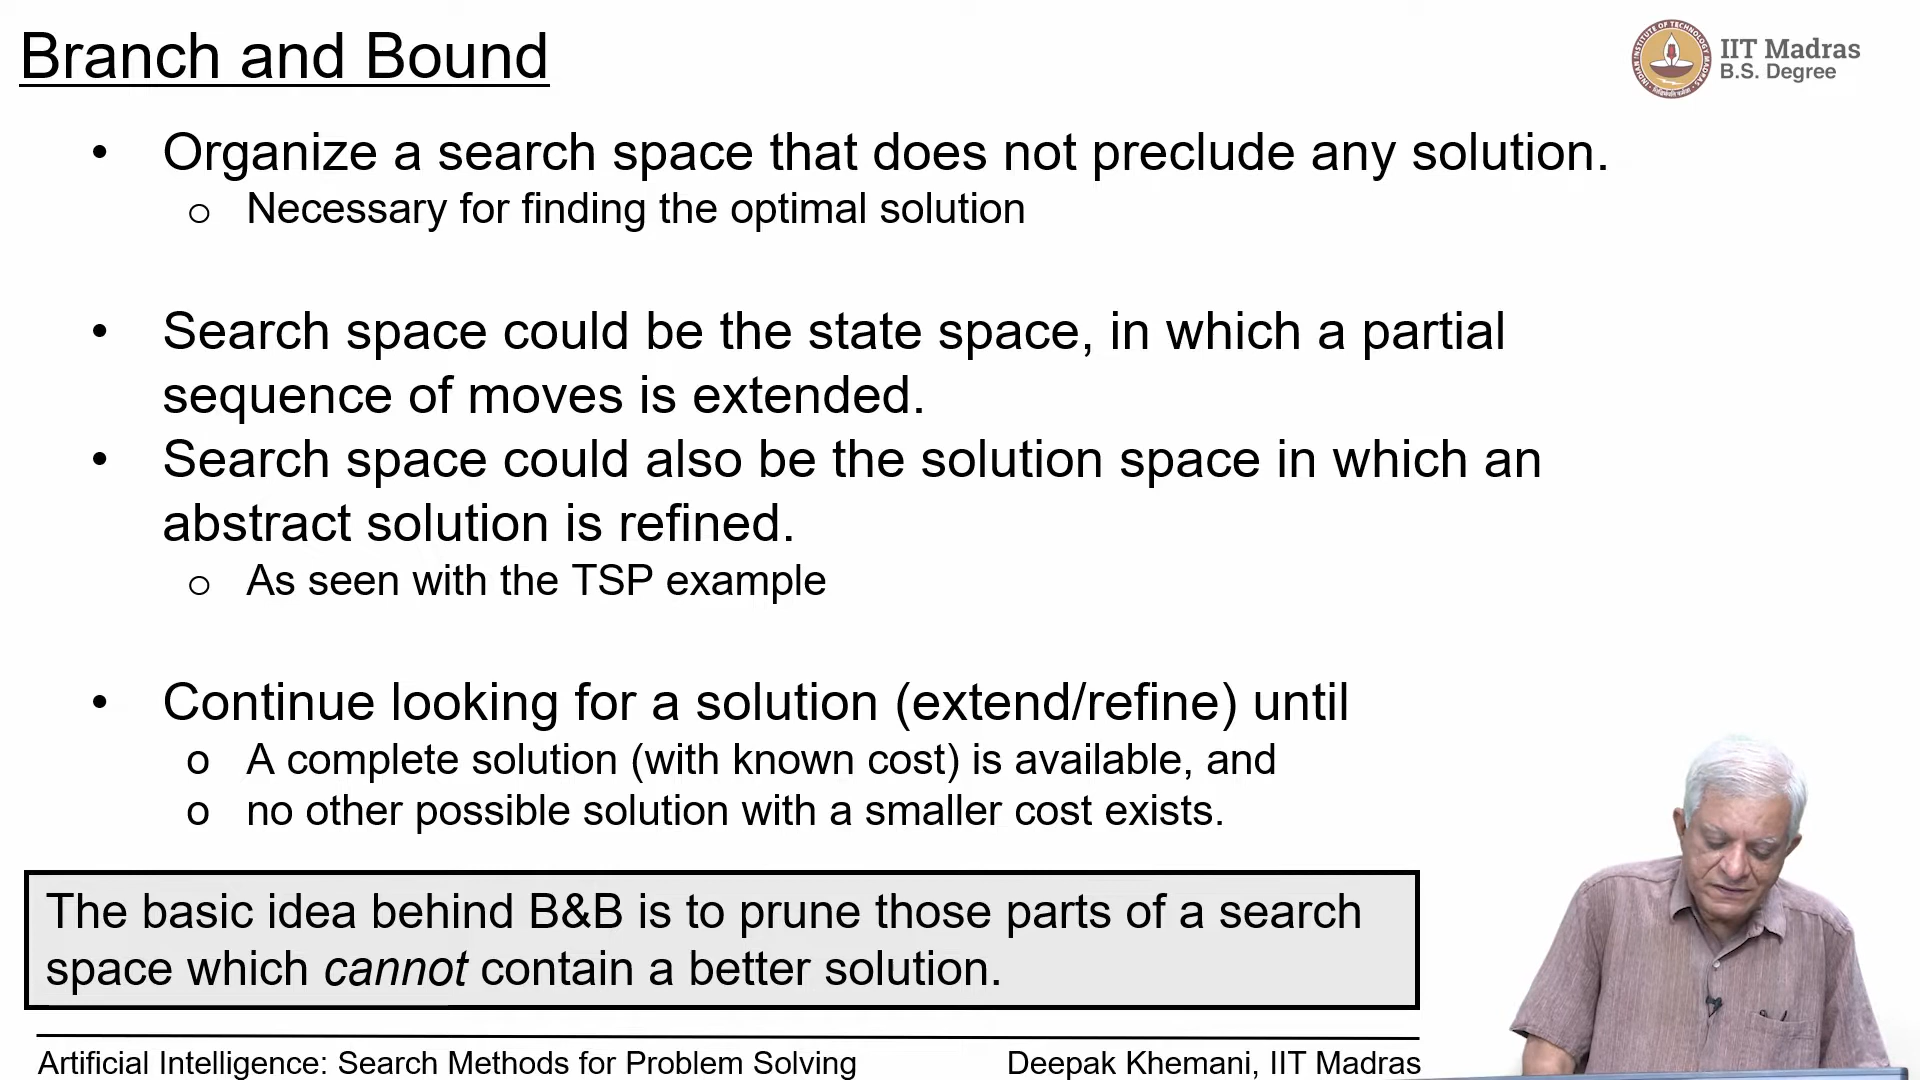 Branch and Bound
IIT Madras
B.S. Degree
• Organize a search space that does not preclude any solution.
o Necessary for finding the optimal solution
• Search space could be the state space, in which a partial
sequence of moves is extended.
• Search space could also be the solution space in which an
abstract solution is refined.
o As seen with the TSP example
• Continue looking for a solution (extend/refine) until
o A complete solution (with known cost) is available, and
o no other possible solution with a smaller cost exists.
The basic idea behind B&B is to prune those parts of a search
space which cannot contain a better solution.
Artificial Intelligence: Search Methods for Problem Solving
Deepak Khemani, IIT Madras